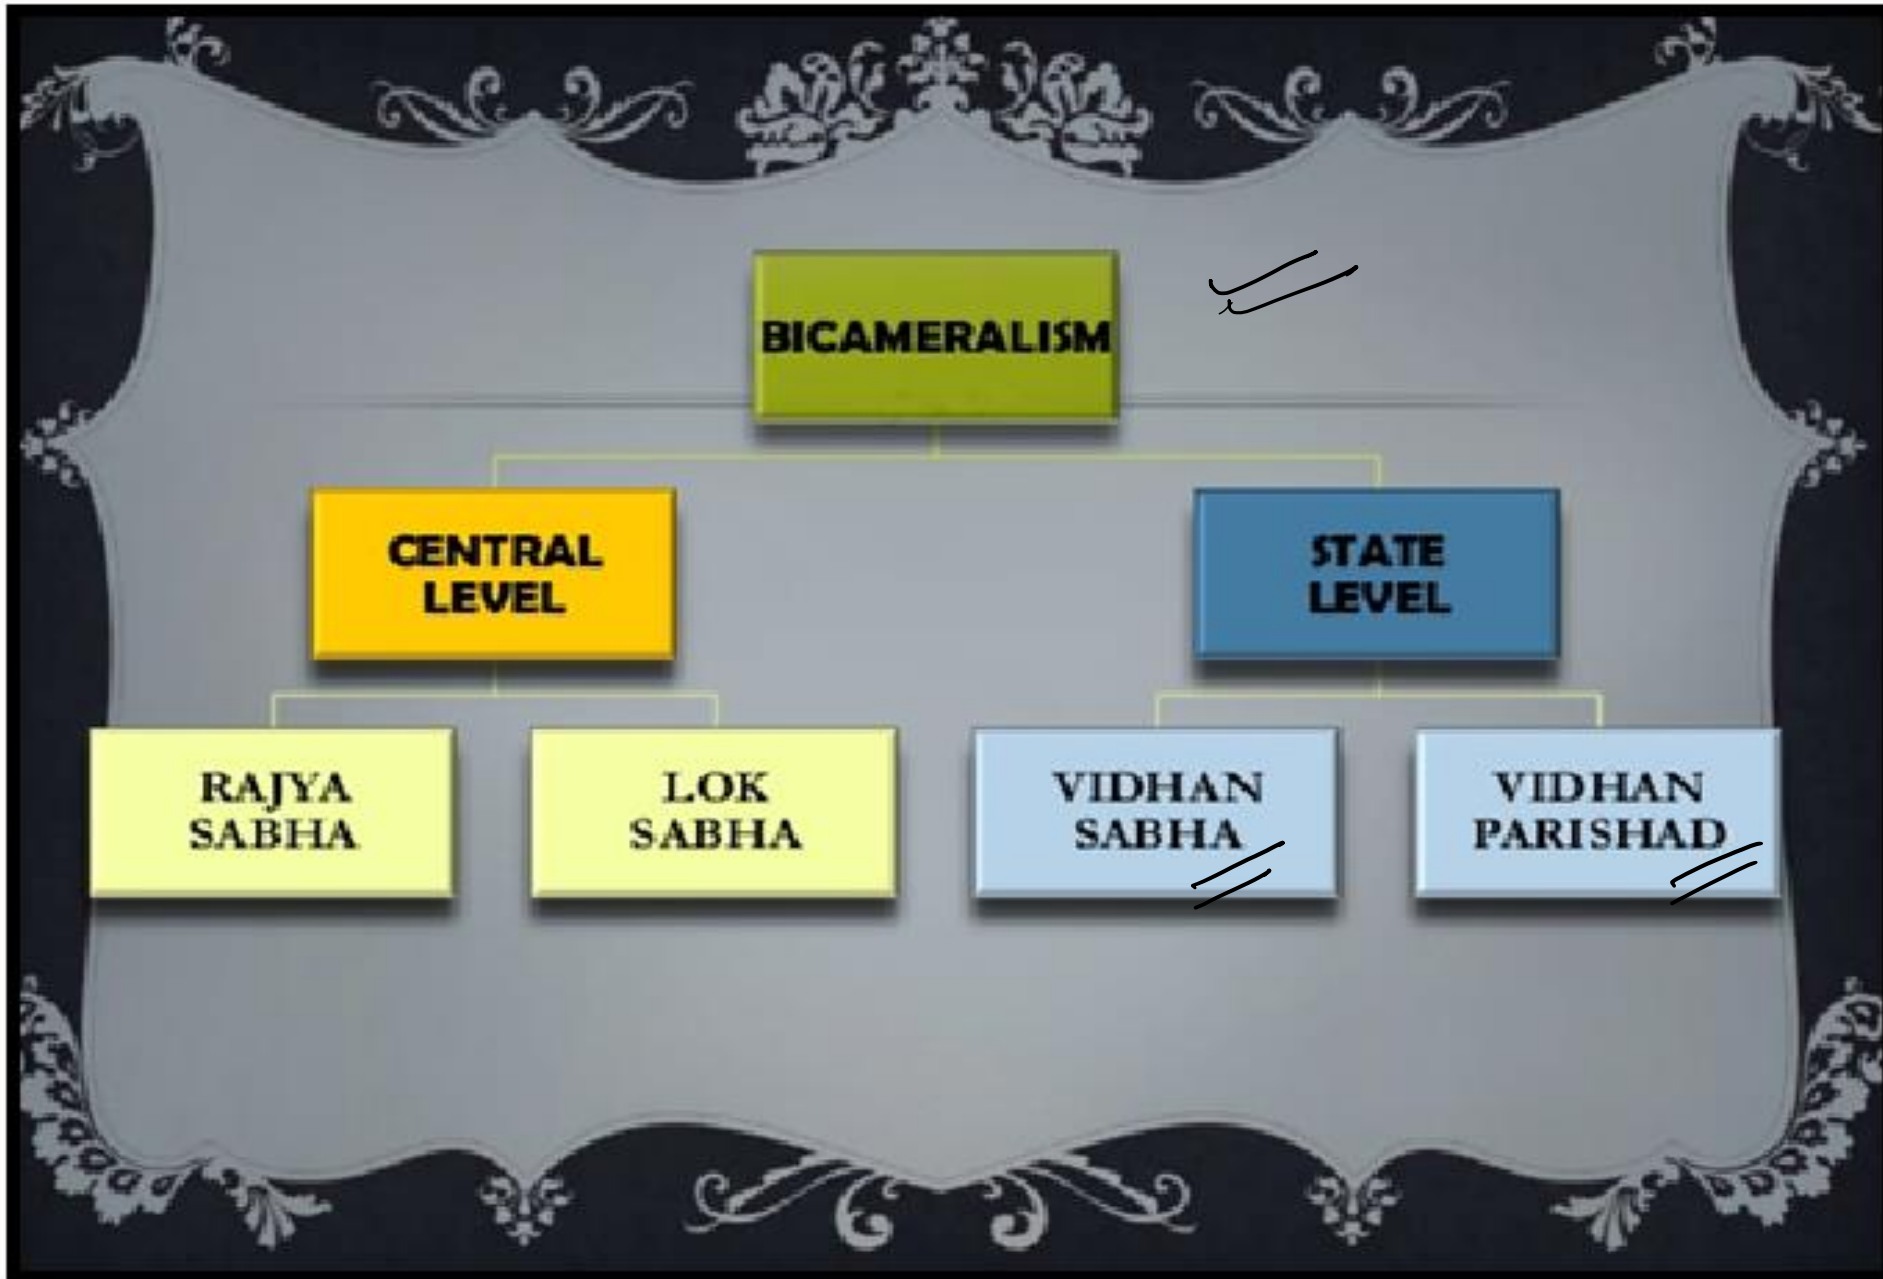 BICAMERALISM
CENTRAL
LEVEL
STATE
LEVEL
RAJYA
SABHA
LOK
SABHA
VIDHAN
SABHA
VIDHAN
PARISHAD